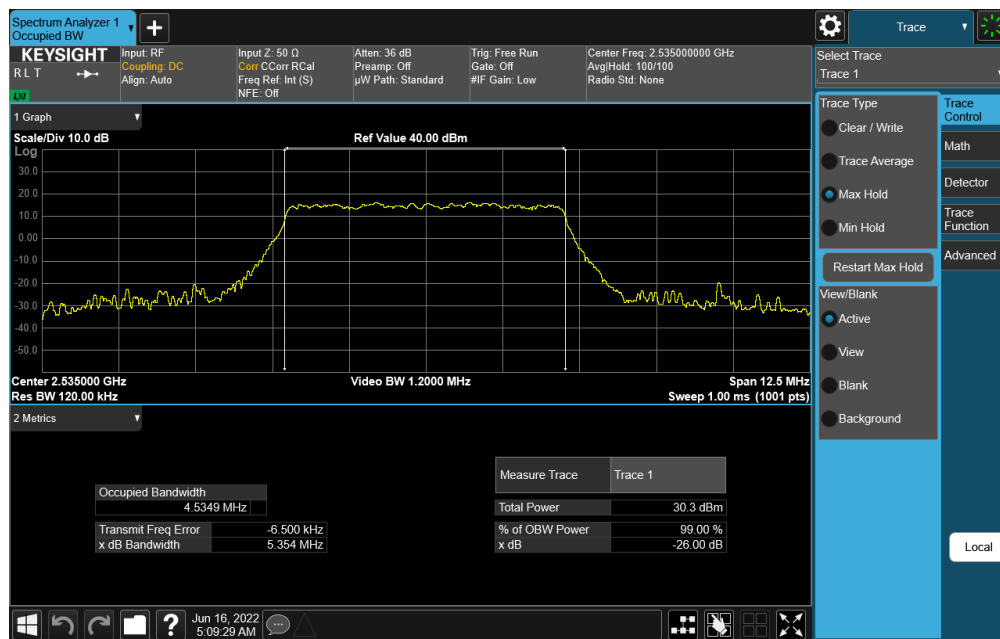 Spectrum Analyzer 1
Occupied BW
Trace
KEYSIGHT
R L T
LXI
Input: RF
Coupling: DC
Align: Auto
Input Z: 50 Ω
Corr CCorr RCal
Freq Ref: Int (S)
NFE: Off
Atten: 36 dB
Preamp: Off
µW Path: Standard
Trig: Free Run
Gate: Off
#IF Gain: Low
Center Freq: 2.535000000 GHz
Avg|Hold: 100/100
Radio Std: None
Select Trace
Trace 1
1 Graph
Scale/Div 10.0 dB
Ref Value 40.00 dBm
Log
30.0
20.0
10.0
0.00
-10.0
-20.0
-30.0
-40.0
-50.0
Center 2.535000 GHz
Video BW 1.2000 MHz
Span 12.5 MHz
Res BW 120.00 kHz
Sweep 1.00 ms (1001 pts)
2 Metrics
Occupied Bandwidth
4.5349 MHz
Transmit Freq Error -6.500 kHz
x dB Bandwidth 5.354 MHz
Measure Trace Trace 1
Total Power 30.3 dBm
% of OBW Power 99.00 %
x dB -26.00 dB
Trace Type
Clear / Write
Trace Average
Max Hold
Min Hold
Restart Max Hold
View/Blank
Active
View
Blank
Background
Trace
Control
Math
Detector
Trace
Function
Advanced
Local
Jun 16, 2022
5:09:29 AM